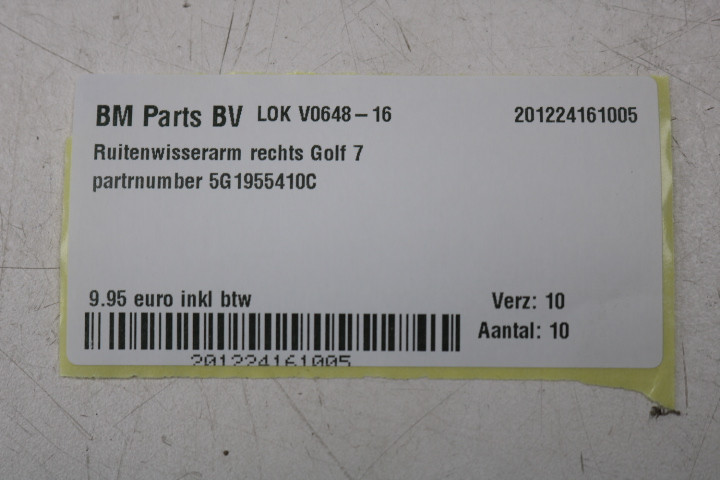 BM Parts BV LOK V0648-16 201224161005
Ruitenwisserarm rechts Golf 7
partrnumber 5G1955410C
9.95 euro inkl btw Verz: 10
Aantal: 10
201224161005